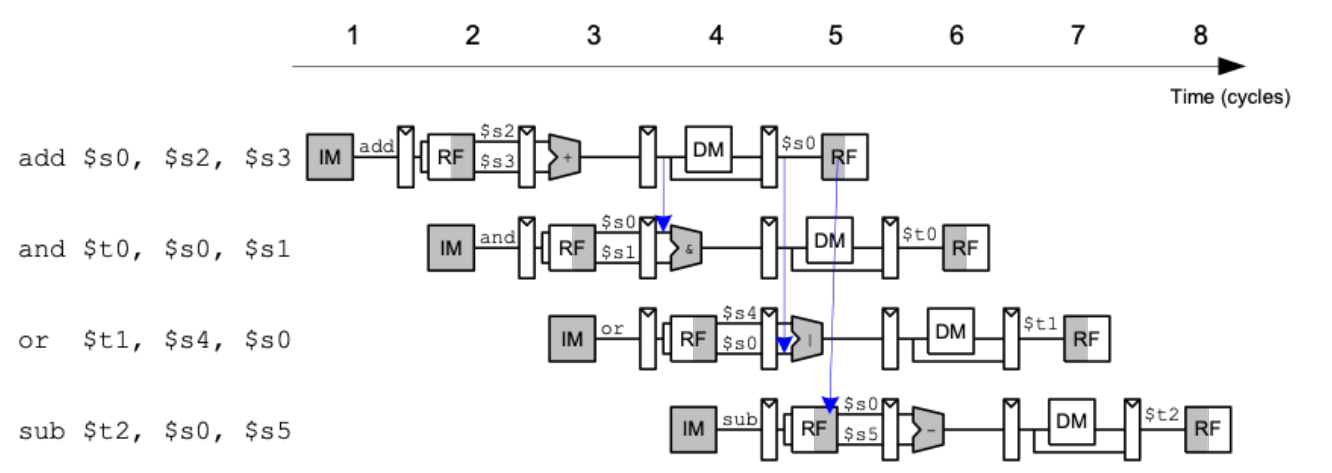 1 2 3 4 5 6 7 8
Time (cycles)
add $s0, $s2, $s3 IM add RF $s2 $s3 + DM $s0 RF
and $t0, $s0, $s1 IM and RF $s0 $s1 & DM $t0 RF
or $t1, $s4, $s0 IM or RF $s4 $s0 | DM $t1 RF
sub $t2, $s0, $s5 IM sub RF $s0 $s5 - DM $t2 RF